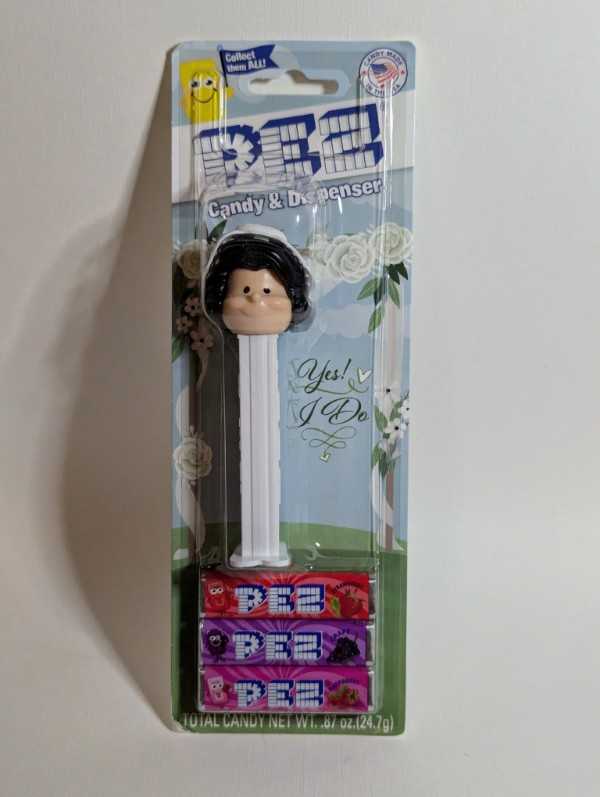 Collect
them ALL!
CANDY MADE
IN THE USA
PEZ
Candy & Dispenser
Yes!
I Do
PEZ
PEZ
GRAPE
PEZ
TOTAL CANDY NET WT. .87 oz.(24.7g)